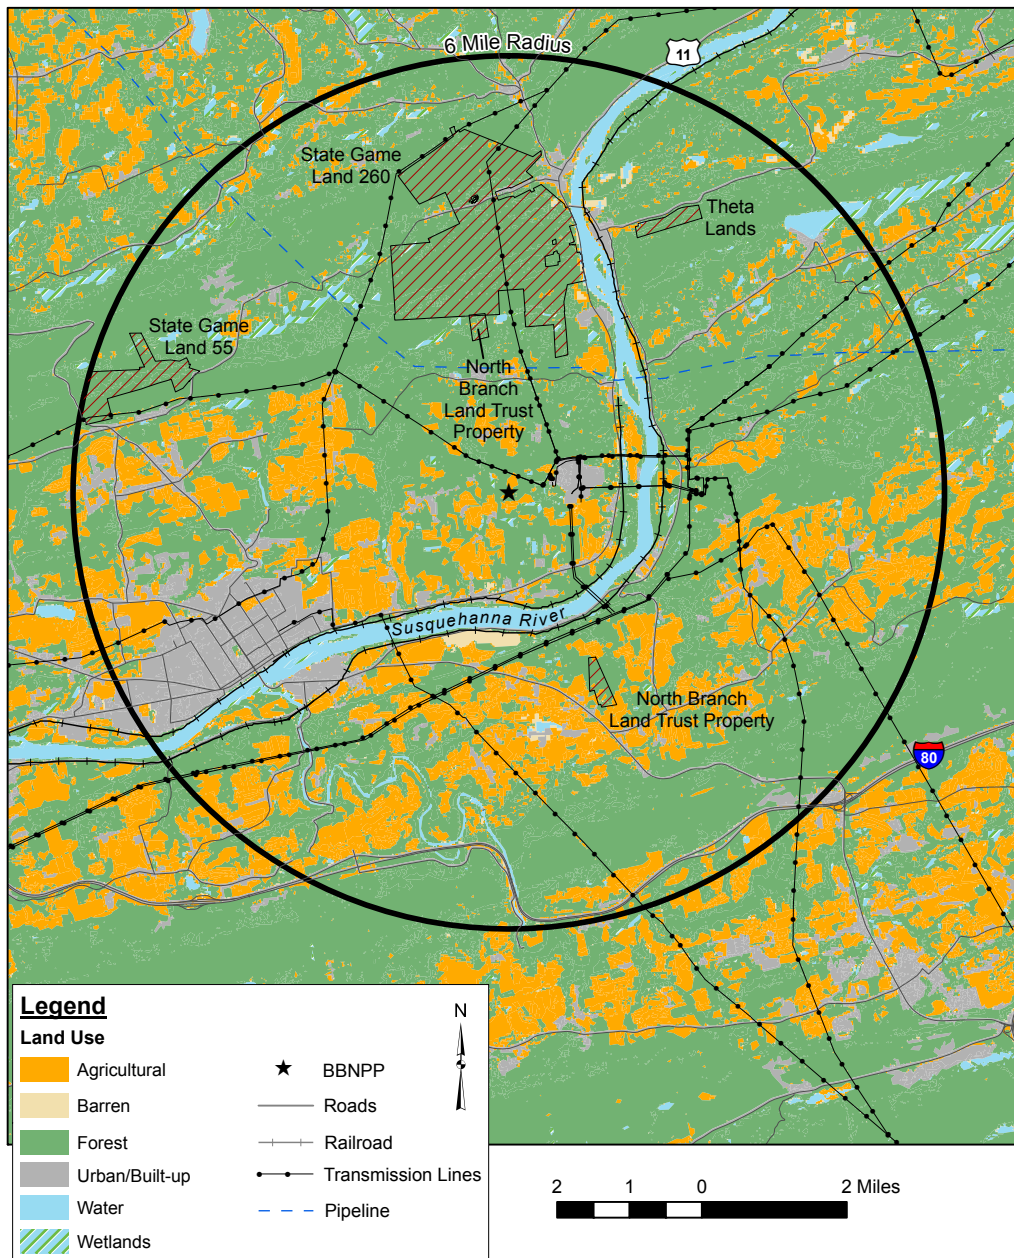 6 Mile Radius
11
State Game
Land 260
Theta
Lands
State Game
Land 55
North
Branch
Land Trust
Property
Susquehanna River
North Branch
Land Trust Property
80
Legend
Land Use
Agricultural
Barren
Forest
Urban/Built-up
Water
Wetlands
N
BBNPP
Roads
Railroad
Transmission Lines
Pipeline
2 1 0 2 Miles